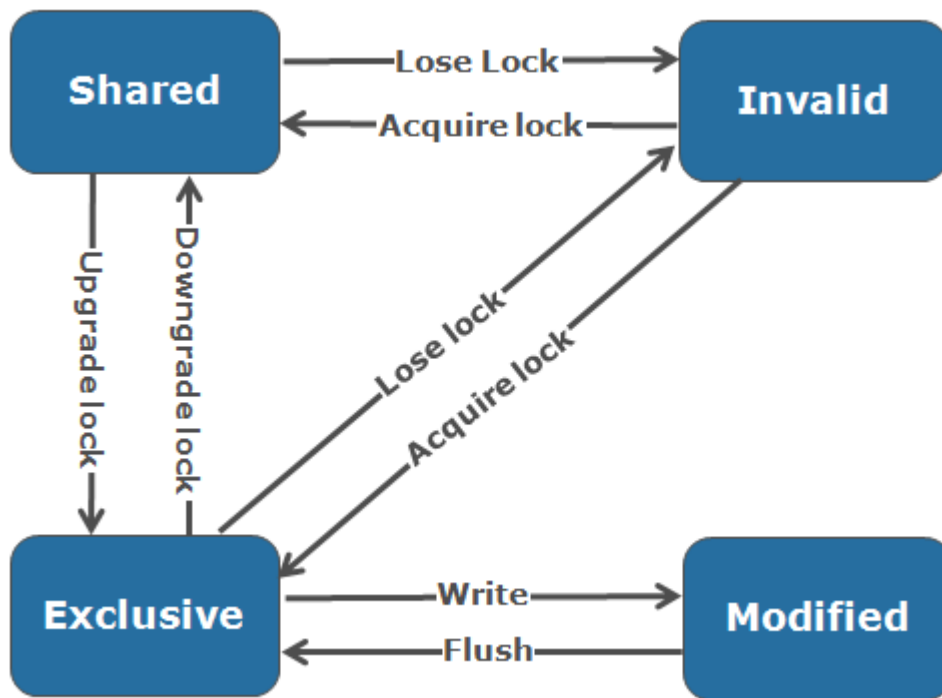 Shared
Lose Lock
Invalid
Acquire lock
Upgrade lock
Downgrade lock
Lose lock
Acquire lock
Exclusive
Write
Modified
Flush